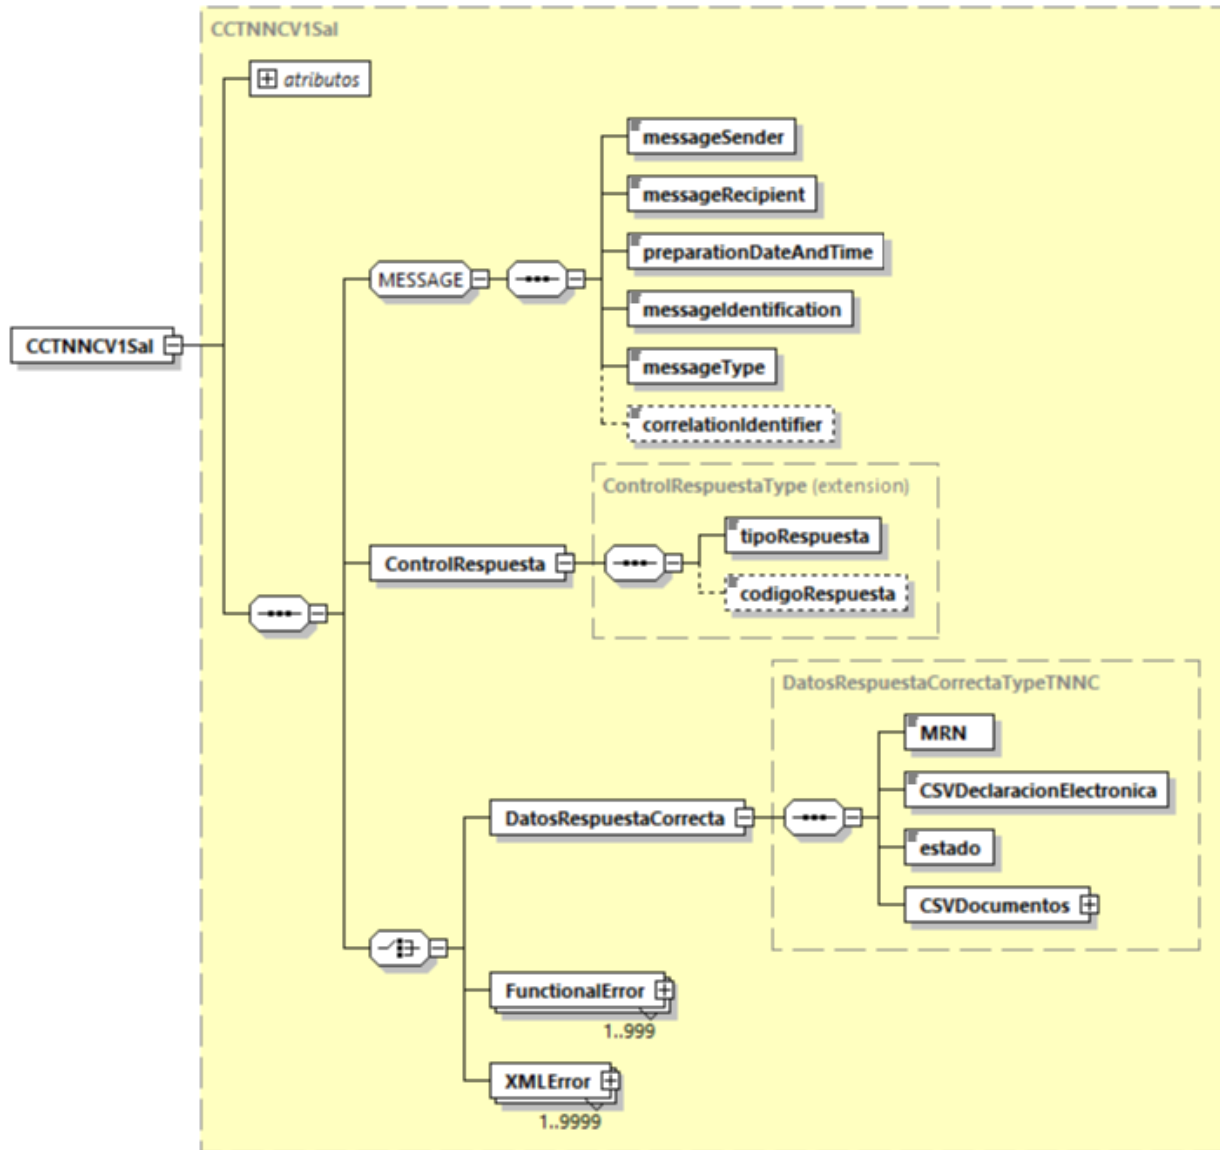 CCTNNCV1Sal
atributos
messageSender
messageRecipient
preparationDateAndTime
MESSAGE
messageIdentification
CCTNNCV1Sal
messageType
correlationIdentifier
ControlRespuestaType (extension)
tipoRespuesta
ControlRespuesta
codigoRespuesta
DatosRespuestaCorrectaTypeTNNC
MRN
CSVDeclaracionElectronica
DatosRespuestaCorrecta
estado
CSVDocumentos
FunctionalError
1..999
XMLError
1..9999